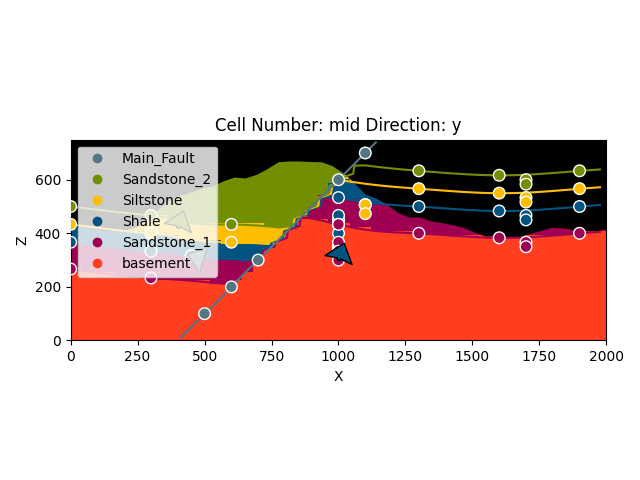 Cell Number: mid Direction: y
Main_Fault
Sandstone_2
Siltstone
Shale
Sandstone_1
basement
Z
600
400
200
0
0
250
500
750
1000
1250
1500
1750
2000
X